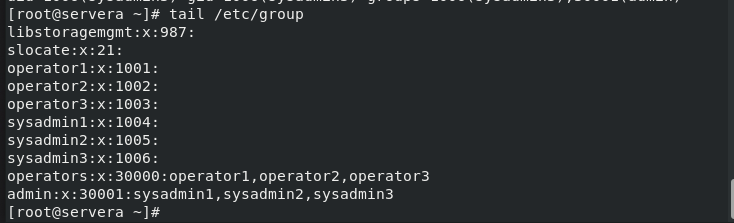 [root@servera ~]# tail /etc/group
libstoragemgmt:x:987:
slocate:x:21:
operator1:x:1001:
operator2:x:1002:
operator3:x:1003:
sysadmin1:x:1004:
sysadmin2:x:1005:
sysadmin3:x:1006:
operators:x:30000:operator1,operator2,operator3
admin:x:30001:sysadmin1,sysadmin2,sysadmin3
[root@servera ~]#